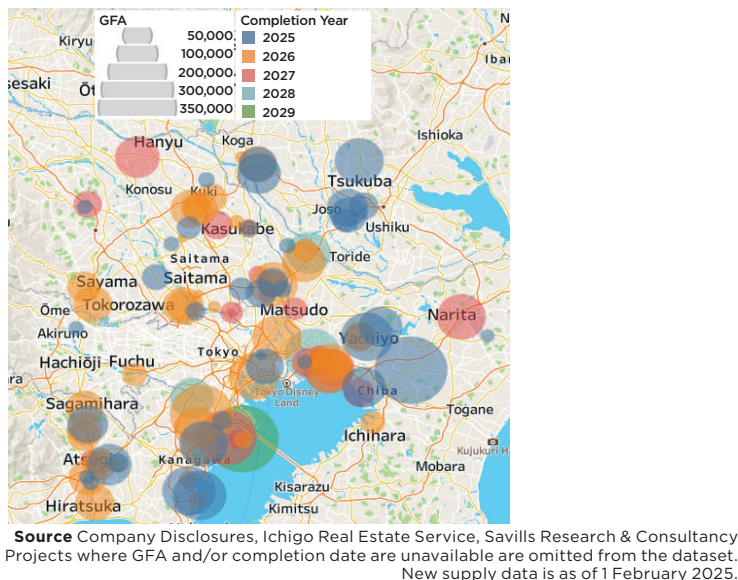 GFA
50,000
100,000
200,000
300,000
350,000
Completion Year
2025
2026
2027
2028
2029
N
Kiryu
Iba
sesaki
Ōt
Hanyu
Koga
Ishioka
Tsukuba
Konosu
Kuki
Joso
Ushiku
Kasukabe
Saitama
Toride
Sayama
Saitama
Ōme
Tokorozawa
Matsudo
Narita
Akiruno
Yachiyo
Tokyo
Hachiōji
Fuchu
ara
Tokyo Disney
Land
Chiba
Sagamihara
Togane
Ichihara
Kujukuri H
Atsugi
Kanagawa
Mobara
Kisarazu
Hiratsuka
Kimitsu
Source Company Disclosures, Ichigo Real Estate Service, Savills Research & Consultancy
Projects where GFA and/or completion date are unavailable are omitted from the dataset.
New supply data is as of 1 February 2025.